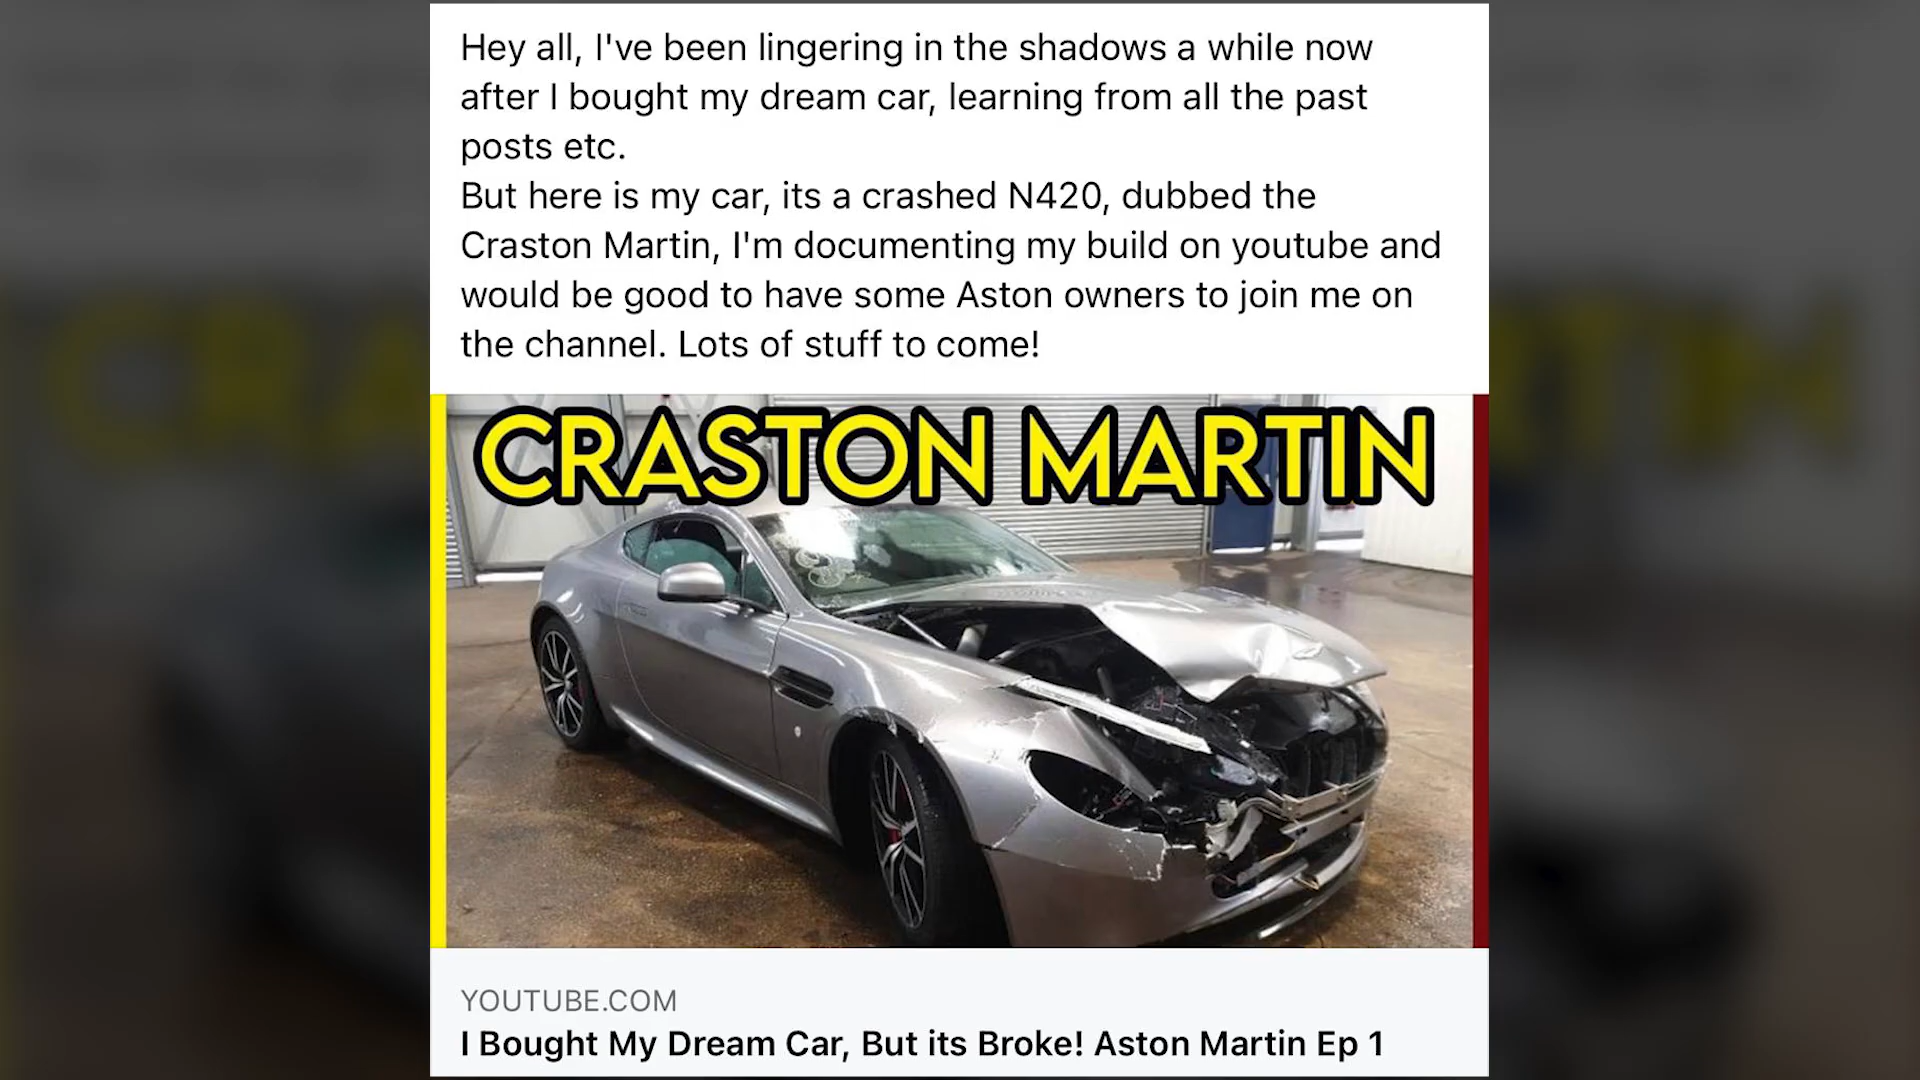 Hey all, I've been lingering in the shadows a while now
after I bought my dream car, learning from all the past
posts etc.
But here is my car, its a crashed N420, dubbed the
Craston Martin, I'm documenting my build on youtube and
would be good to have some Aston owners to join me on
the channel. Lots of stuff to come!
CRASTON MARTIN
YOUTUBE.COM
I Bought My Dream Car, But its Broke! Aston Martin Ep 1